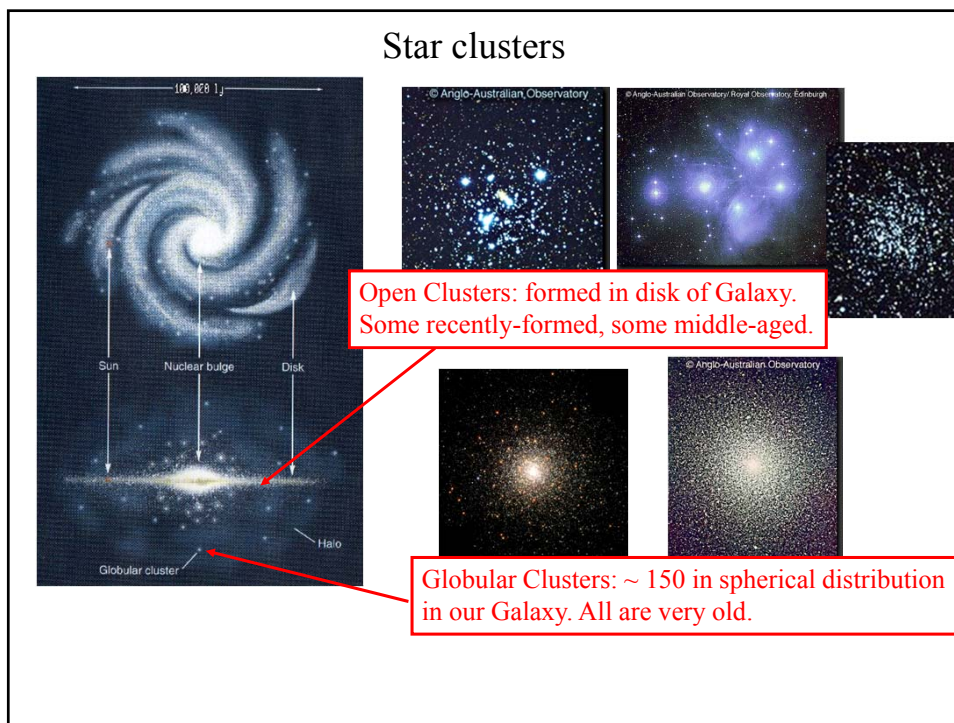 Star clusters
100,000 ly
© Anglo-Australian Observatory
© Anglo-Australian Observatory/ Royal Observatory, Edinburgh
Open Clusters: formed in disk of Galaxy.
Some recently-formed, some middle-aged.
Sun
Nuclear bulge
Disk
© Anglo-Australian Observatory
Halo
Globular cluster
Globular Clusters: ~ 150 in spherical distribution
in our Galaxy. All are very old.